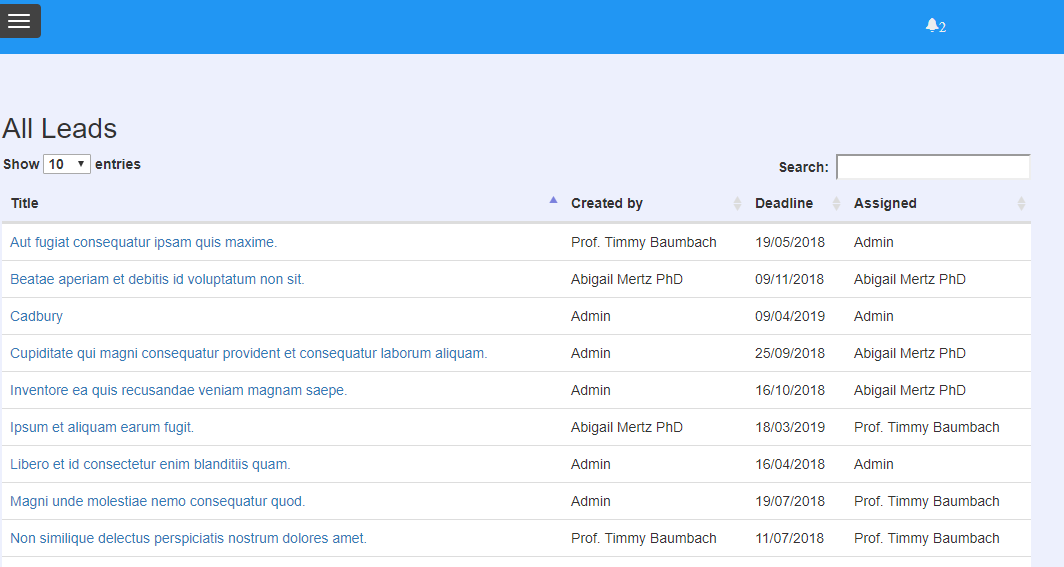 2
All Leads
Show 10 entries Search:
Title Created by Deadline Assigned
Aut fugiat consequatur ipsam quis maxime. Prof. Timmy Baumbach 19/05/2018 Admin
Beatae aperiam et debitis id voluptatum non sit. Abigail Mertz PhD 09/11/2018 Abigail Mertz PhD
Cadbury Admin 09/04/2019 Admin
Cupiditate qui magni consequatur provident et consequatur laborum aliquam. Admin 25/09/2018 Abigail Mertz PhD
Inventore ea quis recusandae veniam magnam saepe. Admin 16/10/2018 Abigail Mertz PhD
Ipsum et aliquam earum fugit. Abigail Mertz PhD 18/03/2019 Prof. Timmy Baumbach
Libero et id consectetur enim blanditiis quam. Admin 16/04/2018 Admin
Magni unde molestiae nemo consequatur quod. Admin 19/07/2018 Prof. Timmy Baumbach
Non similique delectus perspiciatis nostrum dolores amet. Prof. Timmy Baumbach 11/07/2018 Prof. Timmy Baumbach